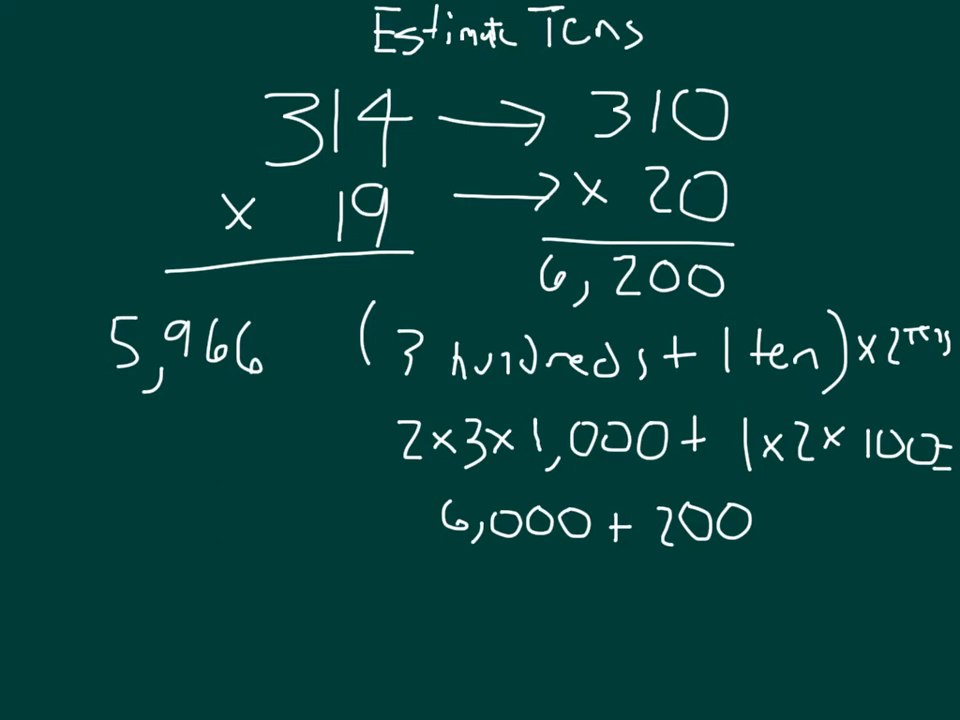 Estimate Tens
314 → 310
x 19 → x 20
6,200
5,966 (3 hundreds + 1 ten) x 2 tens
2 x 3 x 1,000 + 1 x 2 x 100 =
6,000 + 200